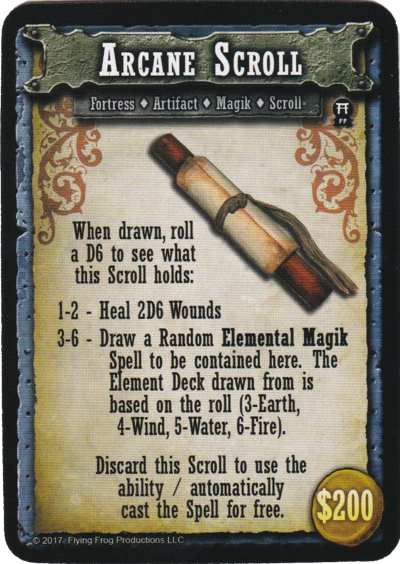 Arcane Scroll
Fortress ♦ Artifact ♦ Magik ♦ Scroll
FF
When drawn, roll
a D6 to see what
this Scroll holds:
1-2 - Heal 2D6 Wounds
3-6 - Draw a Random Elemental Magik
Spell to be contained here. The
Element Deck drawn from is
based on the roll (3-Earth,
4-Wind, 5-Water, 6-Fire).
Discard this Scroll to use the
ability / automatically
cast the Spell for free.
$200
© 2017 Flying Frog Productions LLC